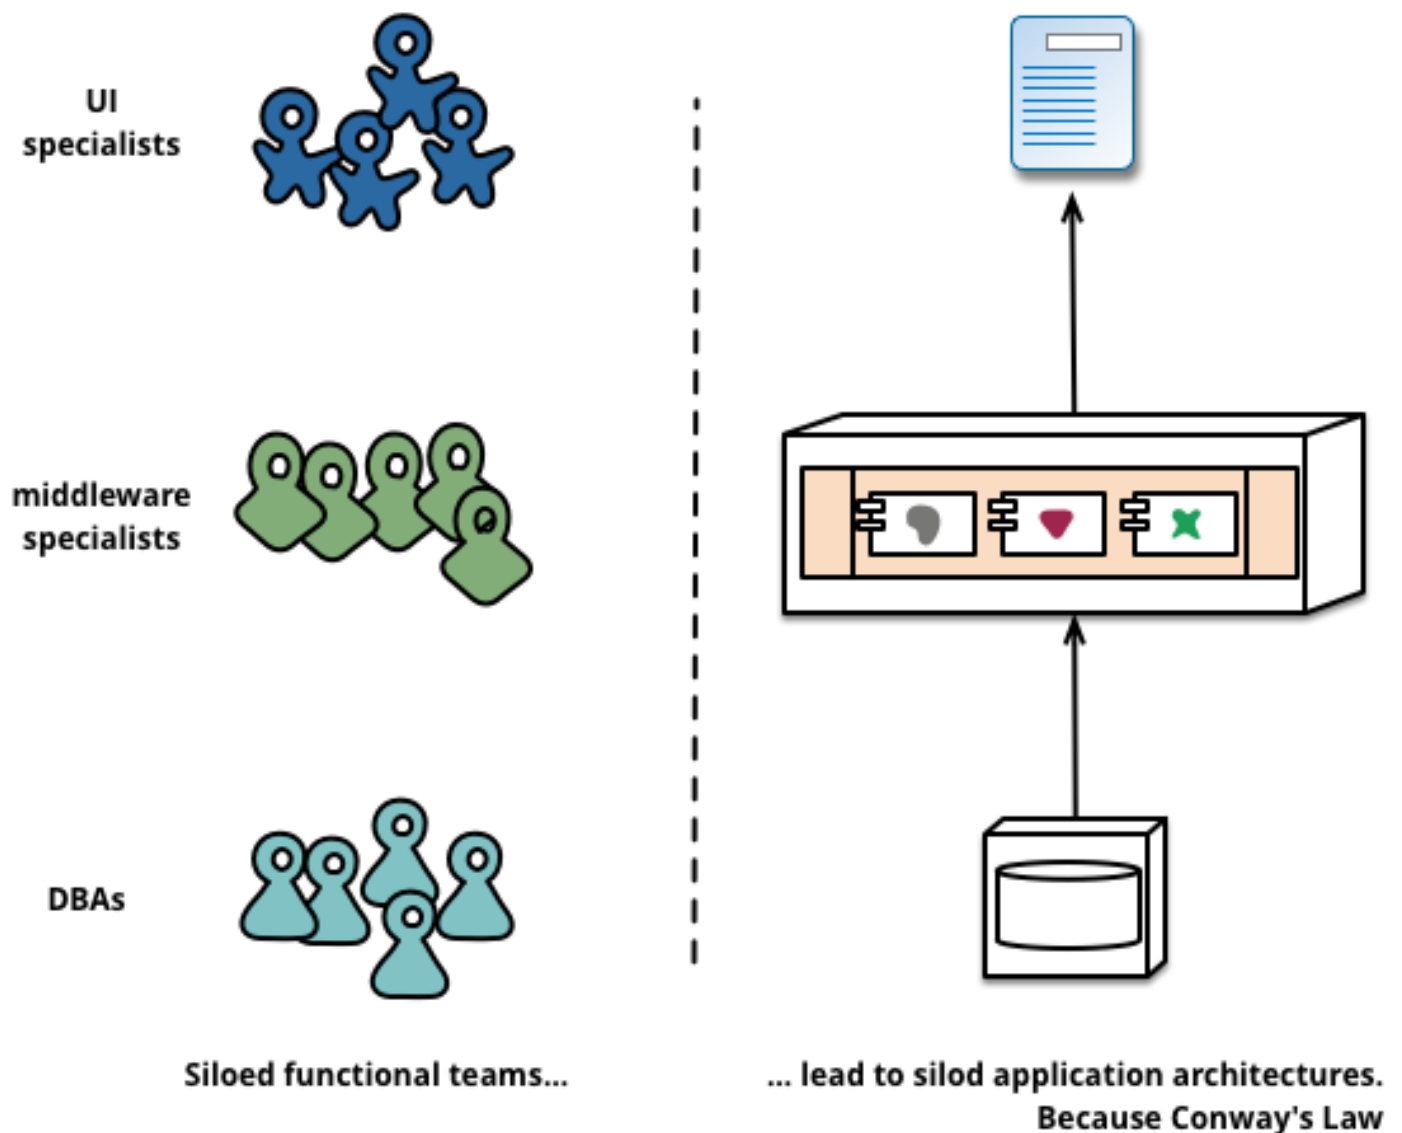 UI
specialists
middleware
specialists
DBAs
Siloed functional teams...
... lead to silod application architectures.
Because Conway's Law